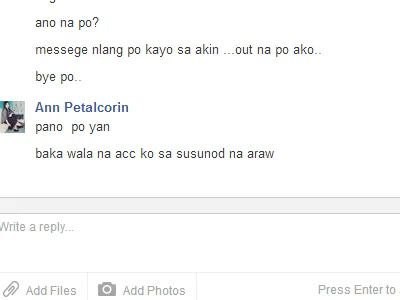 ano na po?
messege nlang po kayo sa akin ...out na po ako..
bye po..
Ann Petalcorin
pano  po yan
baka wala na acc ko sa susunod na araw
Write a reply...
Add Files
Add Photos
Press Enter to